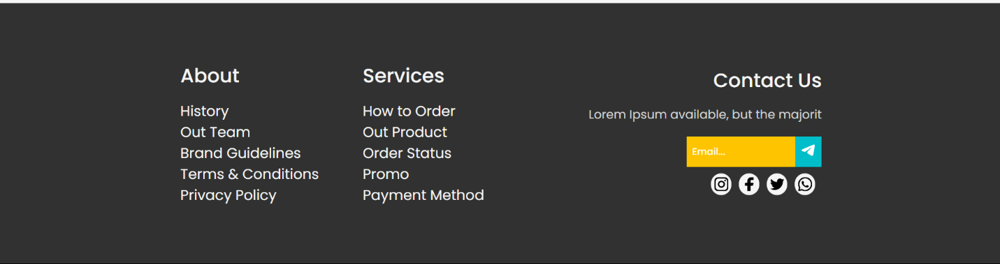 About
History
Out Team
Brand Guidelines
Terms & Conditions
Privacy Policy
Services
How to Order
Out Product
Order Status
Promo
Payment Method
Contact Us
Lorem Ipsum available, but the majorit
Email...